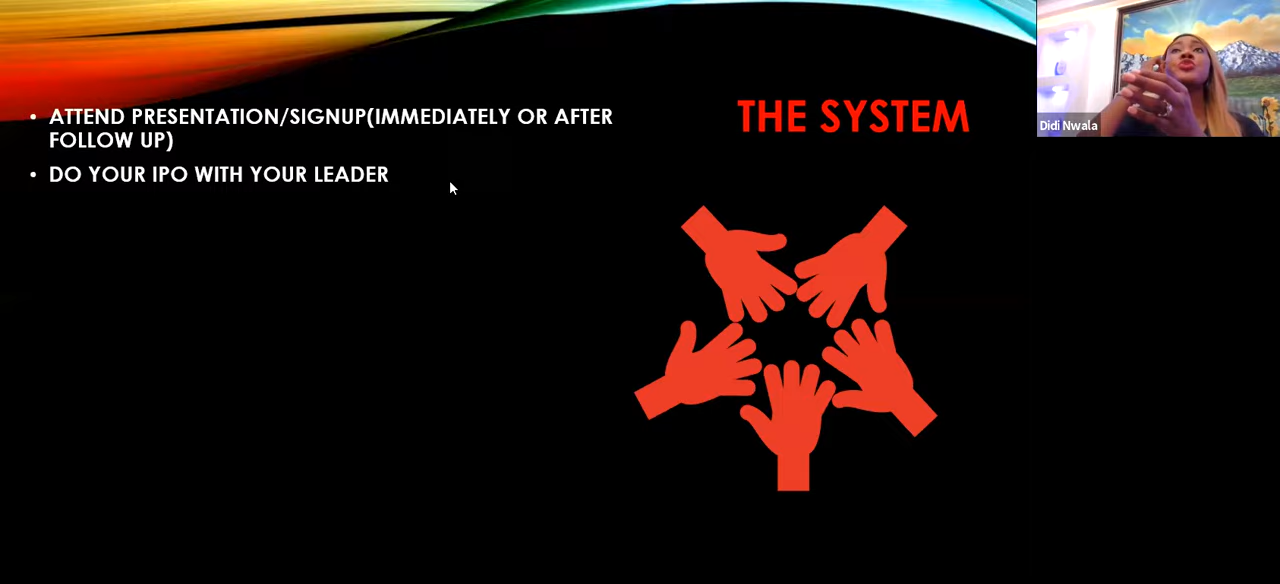 • ATTEND PRESENTATION/SIGNUP(IMMEDIATELY OR AFTER
FOLLOW UP)
• DO YOUR IPO WITH YOUR LEADER
THE SYSTEM
Didi Nwala